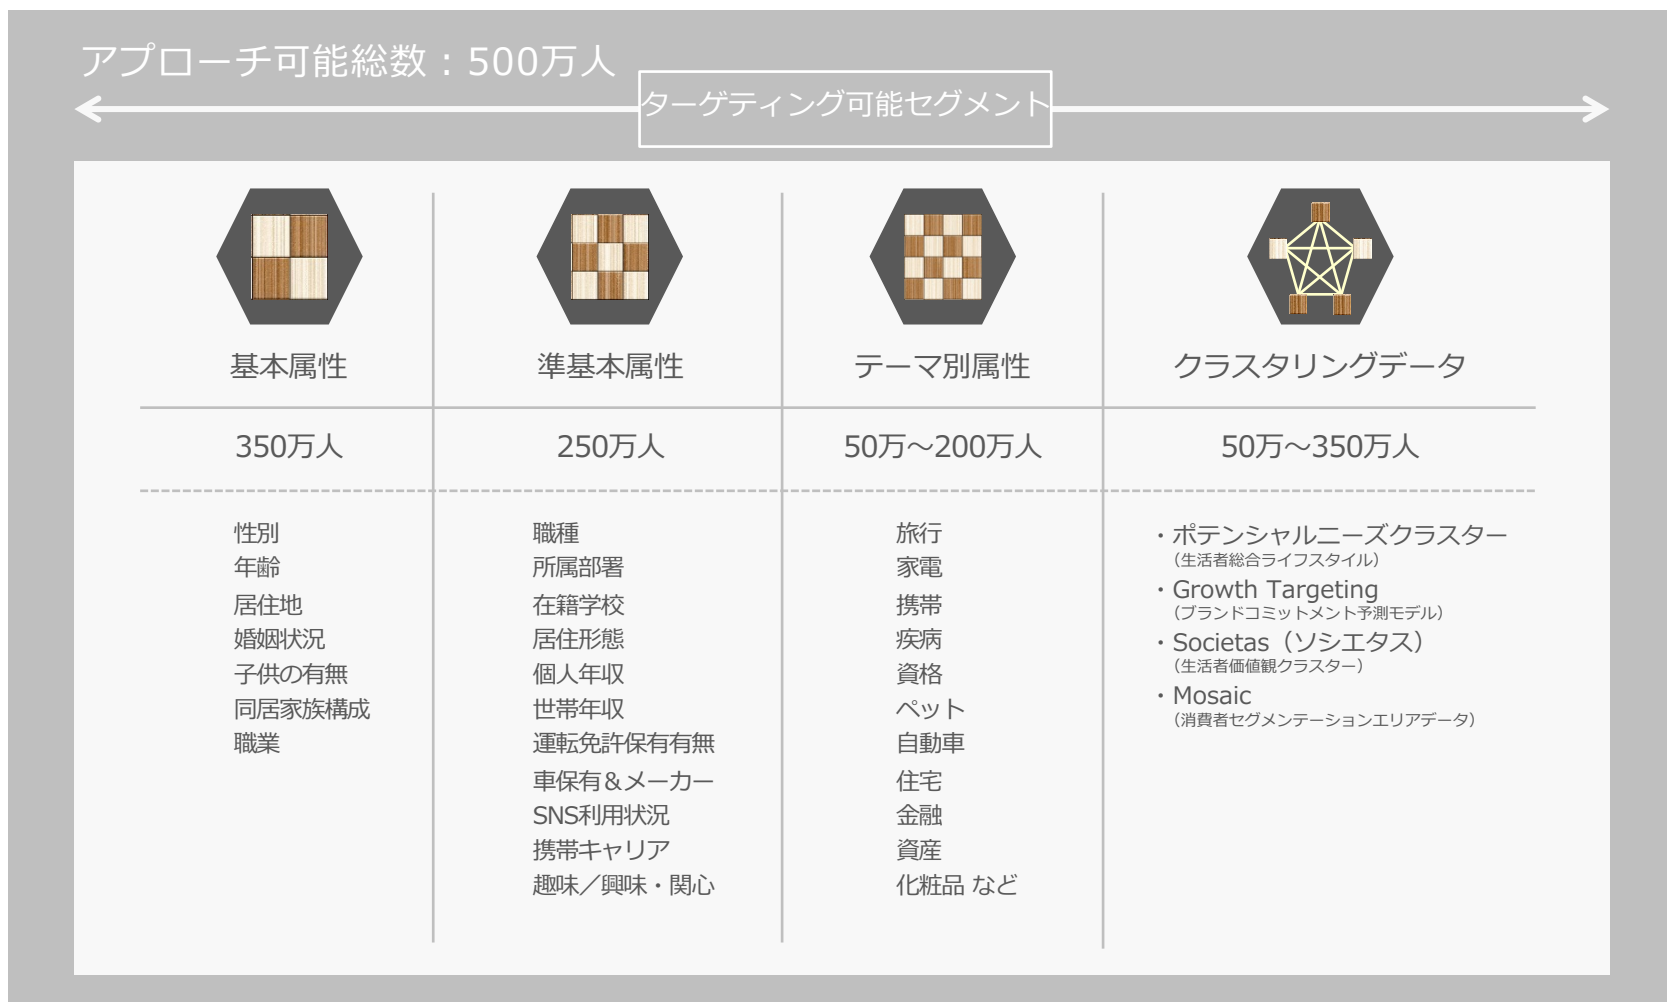 アプローチ可能総数：500万人
ターゲティング可能セグメント
基本属性
350万人
性別
年齢
居住地
婚姻状況
子供の有無
同居家族構成
職業
準基本属性
250万人
職種
所属部署
在籍学校
居住形態
個人年収
世帯年収
運転免許保有有無
車保有＆メーカー
SNS利用状況
携帯キャリア
趣味／興味・関心
テーマ別属性
50万～200万人
旅行
家電
携帯
疾病
資格
ペット
自動車
住宅
金融
資産
化粧品 など
クラスタリングデータ
50万～350万人
・ポテンシャルニーズクラスター
（生活者総合ライフスタイル）
・Growth Targeting
（ブランドコミットメント予測モデル）
・Societas（ソシエタス）
（生活者価値観クラスター）
・Mosaic
（消費者セグメンテーションエリアデータ）